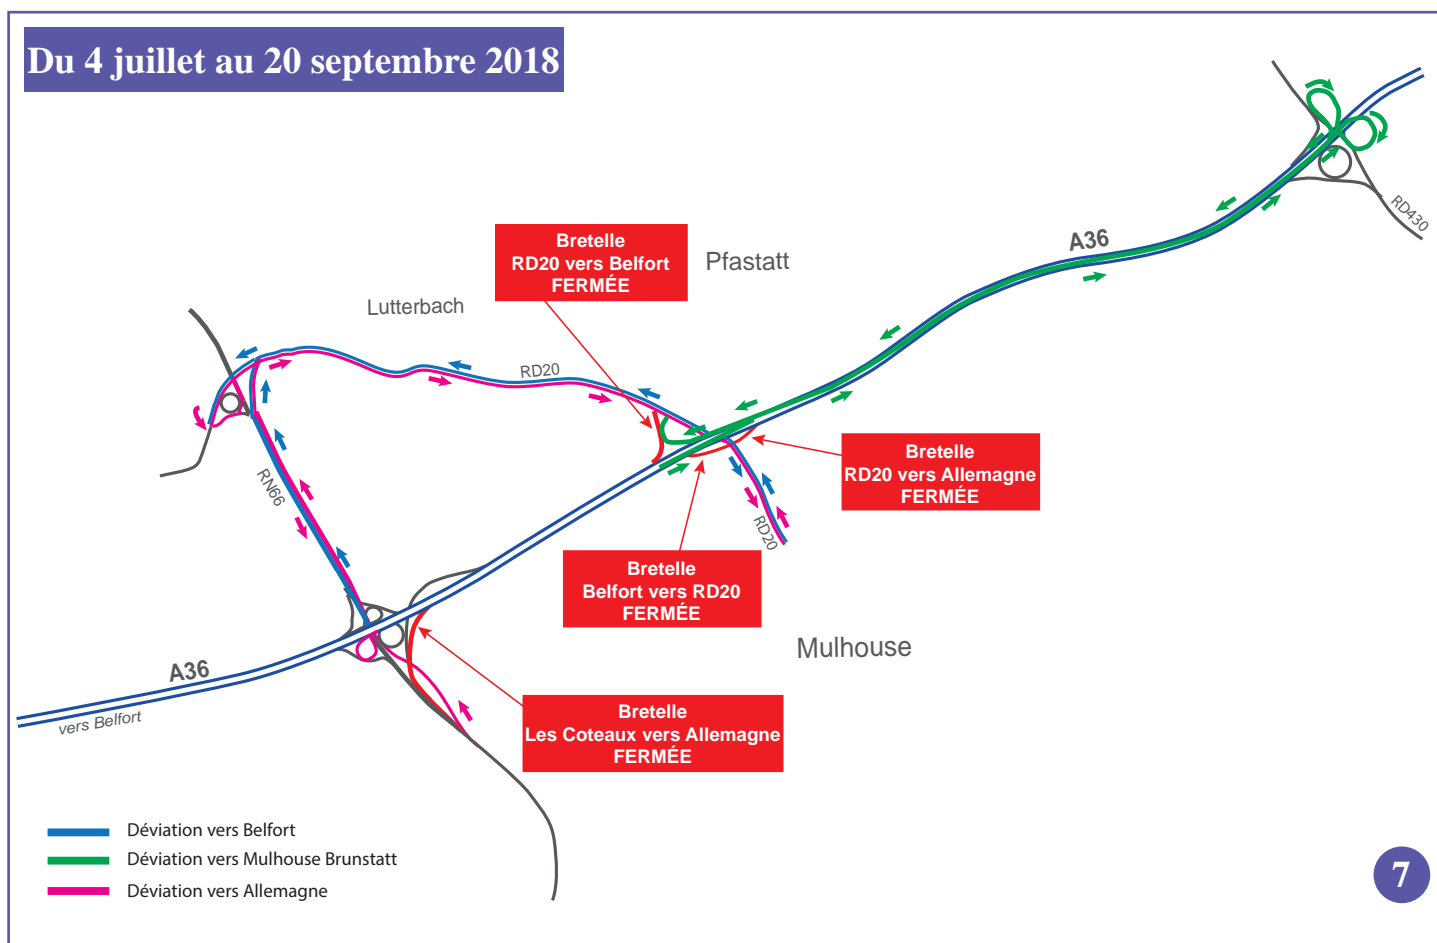 Du 4 juillet au 20 septembre 2018
RD430
A36
Bretelle
RD20 vers Belfort
FERMÉE
Pfastatt
Lutterbach
RD20
Bretelle
RD20 vers Allemagne
FERMÉE
RN66
RD20
Bretelle
Belfort vers RD20
FERMÉE
Mulhouse
A36
vers Belfort
Bretelle
Les Coteaux vers Allemagne
FERMÉE
Déviation vers Belfort
Déviation vers Mulhouse Brunstatt
Déviation vers Allemagne
7